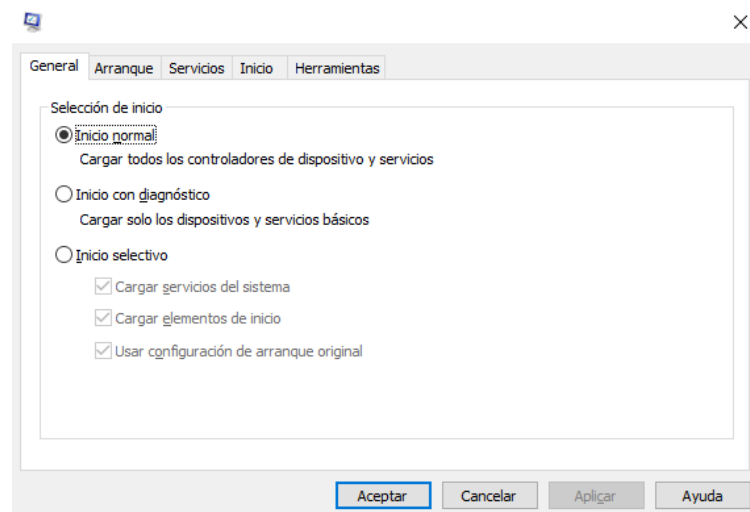 General Arranque Servicios Inicio Herramientas
Selección de inicio
Inicio normal
Cargar todos los controladores de dispositivo y servicios
Inicio con diagnóstico
Cargar solo los dispositivos y servicios básicos
Inicio selectivo
Cargar servicios del sistema
Cargar elementos de inicio
Usar configuración de arranque original
Aceptar Cancelar Aplicar Ayuda